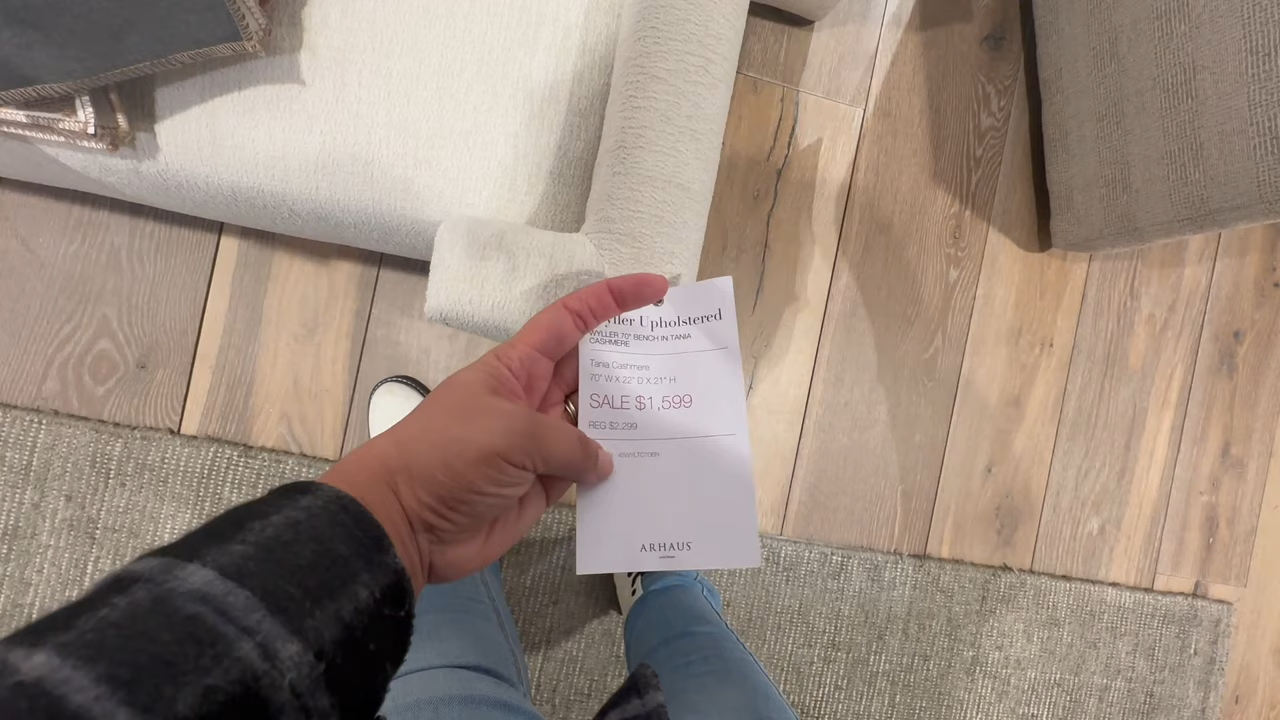 Upholstered
WYLLER 70" BENCH IN TANIA
CASHMERE
Tania Cashmere
70" W X 22" D X 21" H
SALE $1,599
REG $2,299
ARHAUS